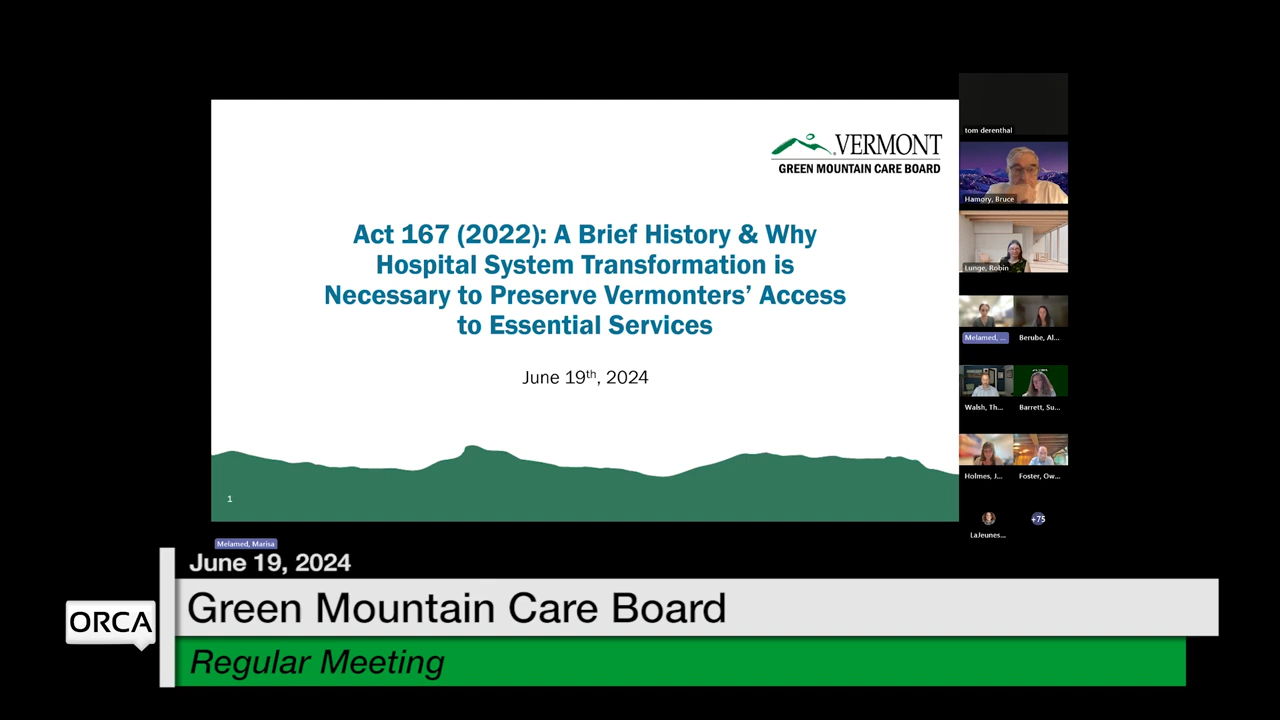 VERMONT
GREEN MOUNTAIN CARE BOARD
Act 167 (2022): A Brief History & Why
Hospital System Transformation is
Necessary to Preserve Vermonters’ Access
to Essential Services
June 19th, 2024
1
tom derenthal
Hamory, Bruce
Lunge, Robin
Melamed, ...
Berube, Al...
Walsh, Th...
Barrett, Su...
Holmes, J...
Foster, Ow...
LaJeunes...
+75
Melamed, Marisa
June 19, 2024
ORCA
Green Mountain Care Board
Regular Meeting